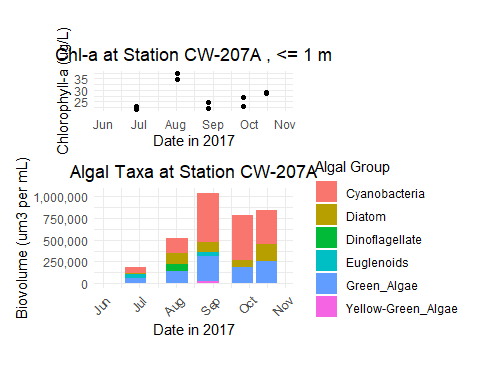 Chl-a at Station CW-207A , <= 1 m
Chlorophyll-a (ug/L)
35
30
25
Jun Jul Aug Sep Oct Nov
Date in 2017
Algal Taxa at Station CW-207A
Biovolume (um3 per mL)
1,000,000
750,000
500,000
250,000
0
Jun Jul Aug Sep Oct Nov
Date in 2017
Algal Group
Cyanobacteria
Diatom
Dinoflagellate
Euglenoids
Green_Algae
Yellow-Green_Algae